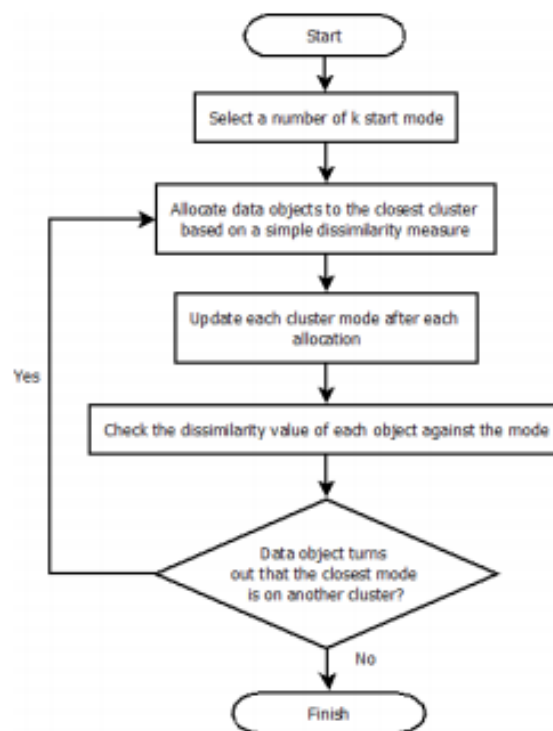 Start
Select a number of k start mode
Allocate data objects to the closest cluster
based on a simple dissimilarity measure
Update each cluster mode after each
allocation
Yes
Check the dissimilarity value of each object against the mode
Data object turns
out that the closest mode
is on another cluster?
No
Finish